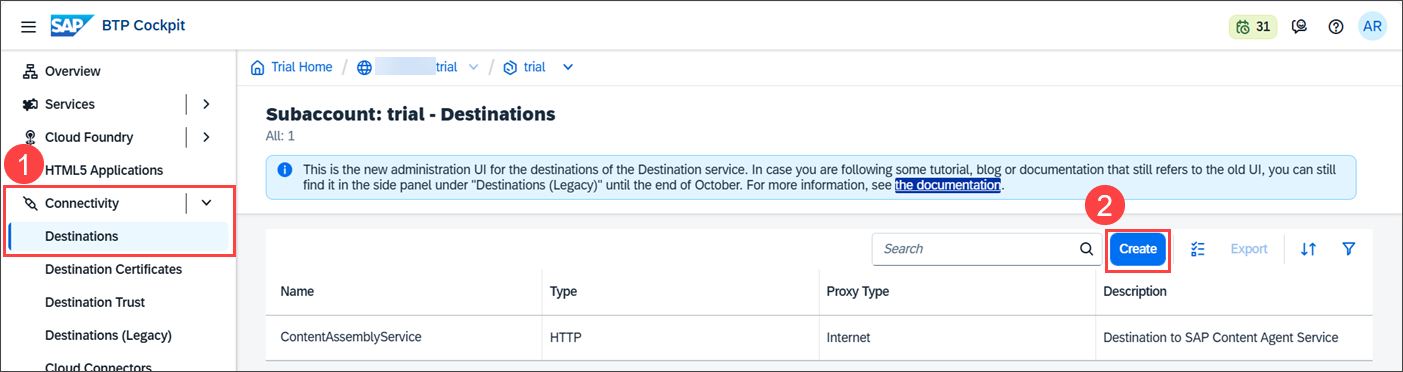 SAP BTP Cockpit 31 AR
Overview
Services
Cloud Foundry
HTML5 Applications
1
Connectivity
Destinations
Destination Certificates
Destination Trust
Destinations (Legacy)
Cloud Connectors
Trial Home / trial / trial
Subaccount: trial - Destinations
All: 1
This is the new administration UI for the destinations of the Destination service. In case you are following some tutorial, blog or documentation that still refers to the old UI, you can still
find it in the side panel under "Destinations (Legacy)" until the end of October. For more information, see the documentation.
2
Search Create Export
Name Type Proxy Type Description
ContentAssemblyService HTTP Internet Destination to SAP Content Agent Service